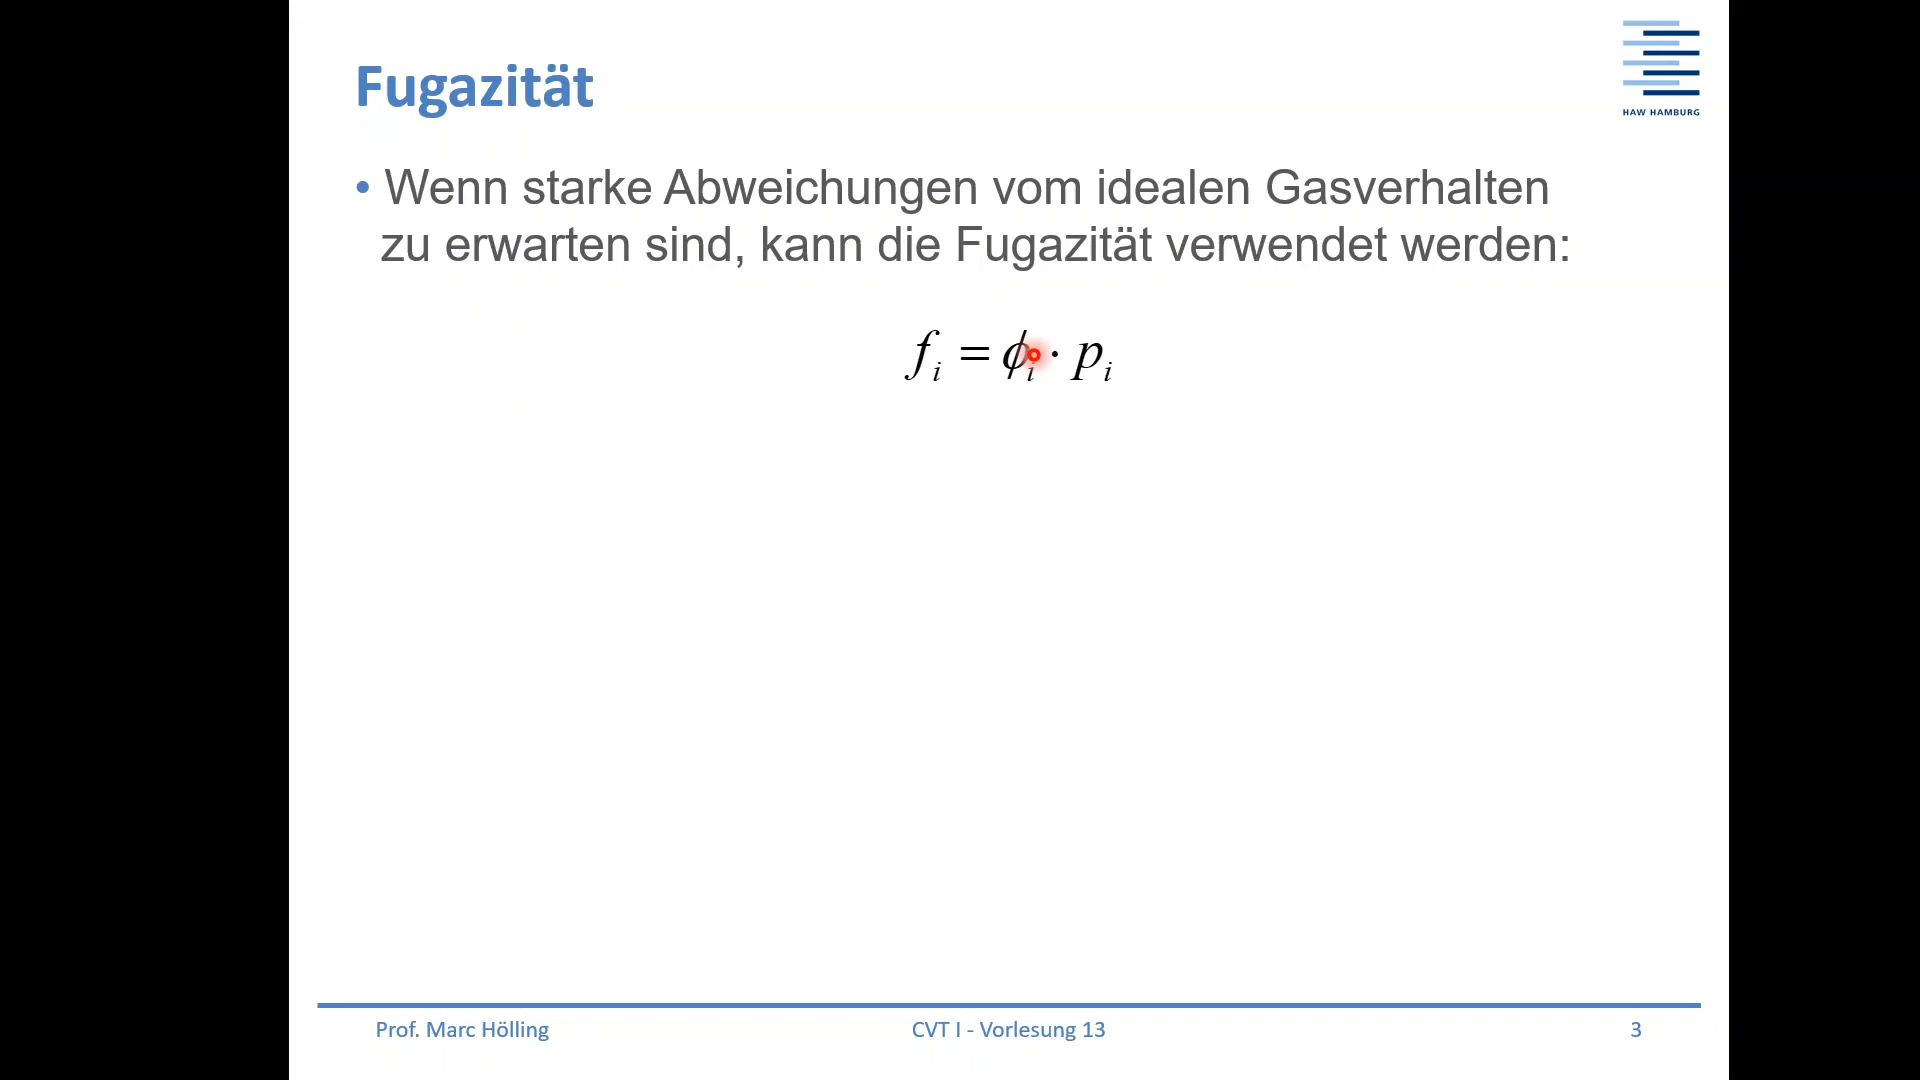 Fugazität
HAW HAMBURG
• Wenn starke Abweichungen vom idealen Gasverhalten
zu erwarten sind, kann die Fugazität verwendet werden:
f_i = ϕ_i · p_i
Prof. Marc Hölling
CVT I - Vorlesung 13
3